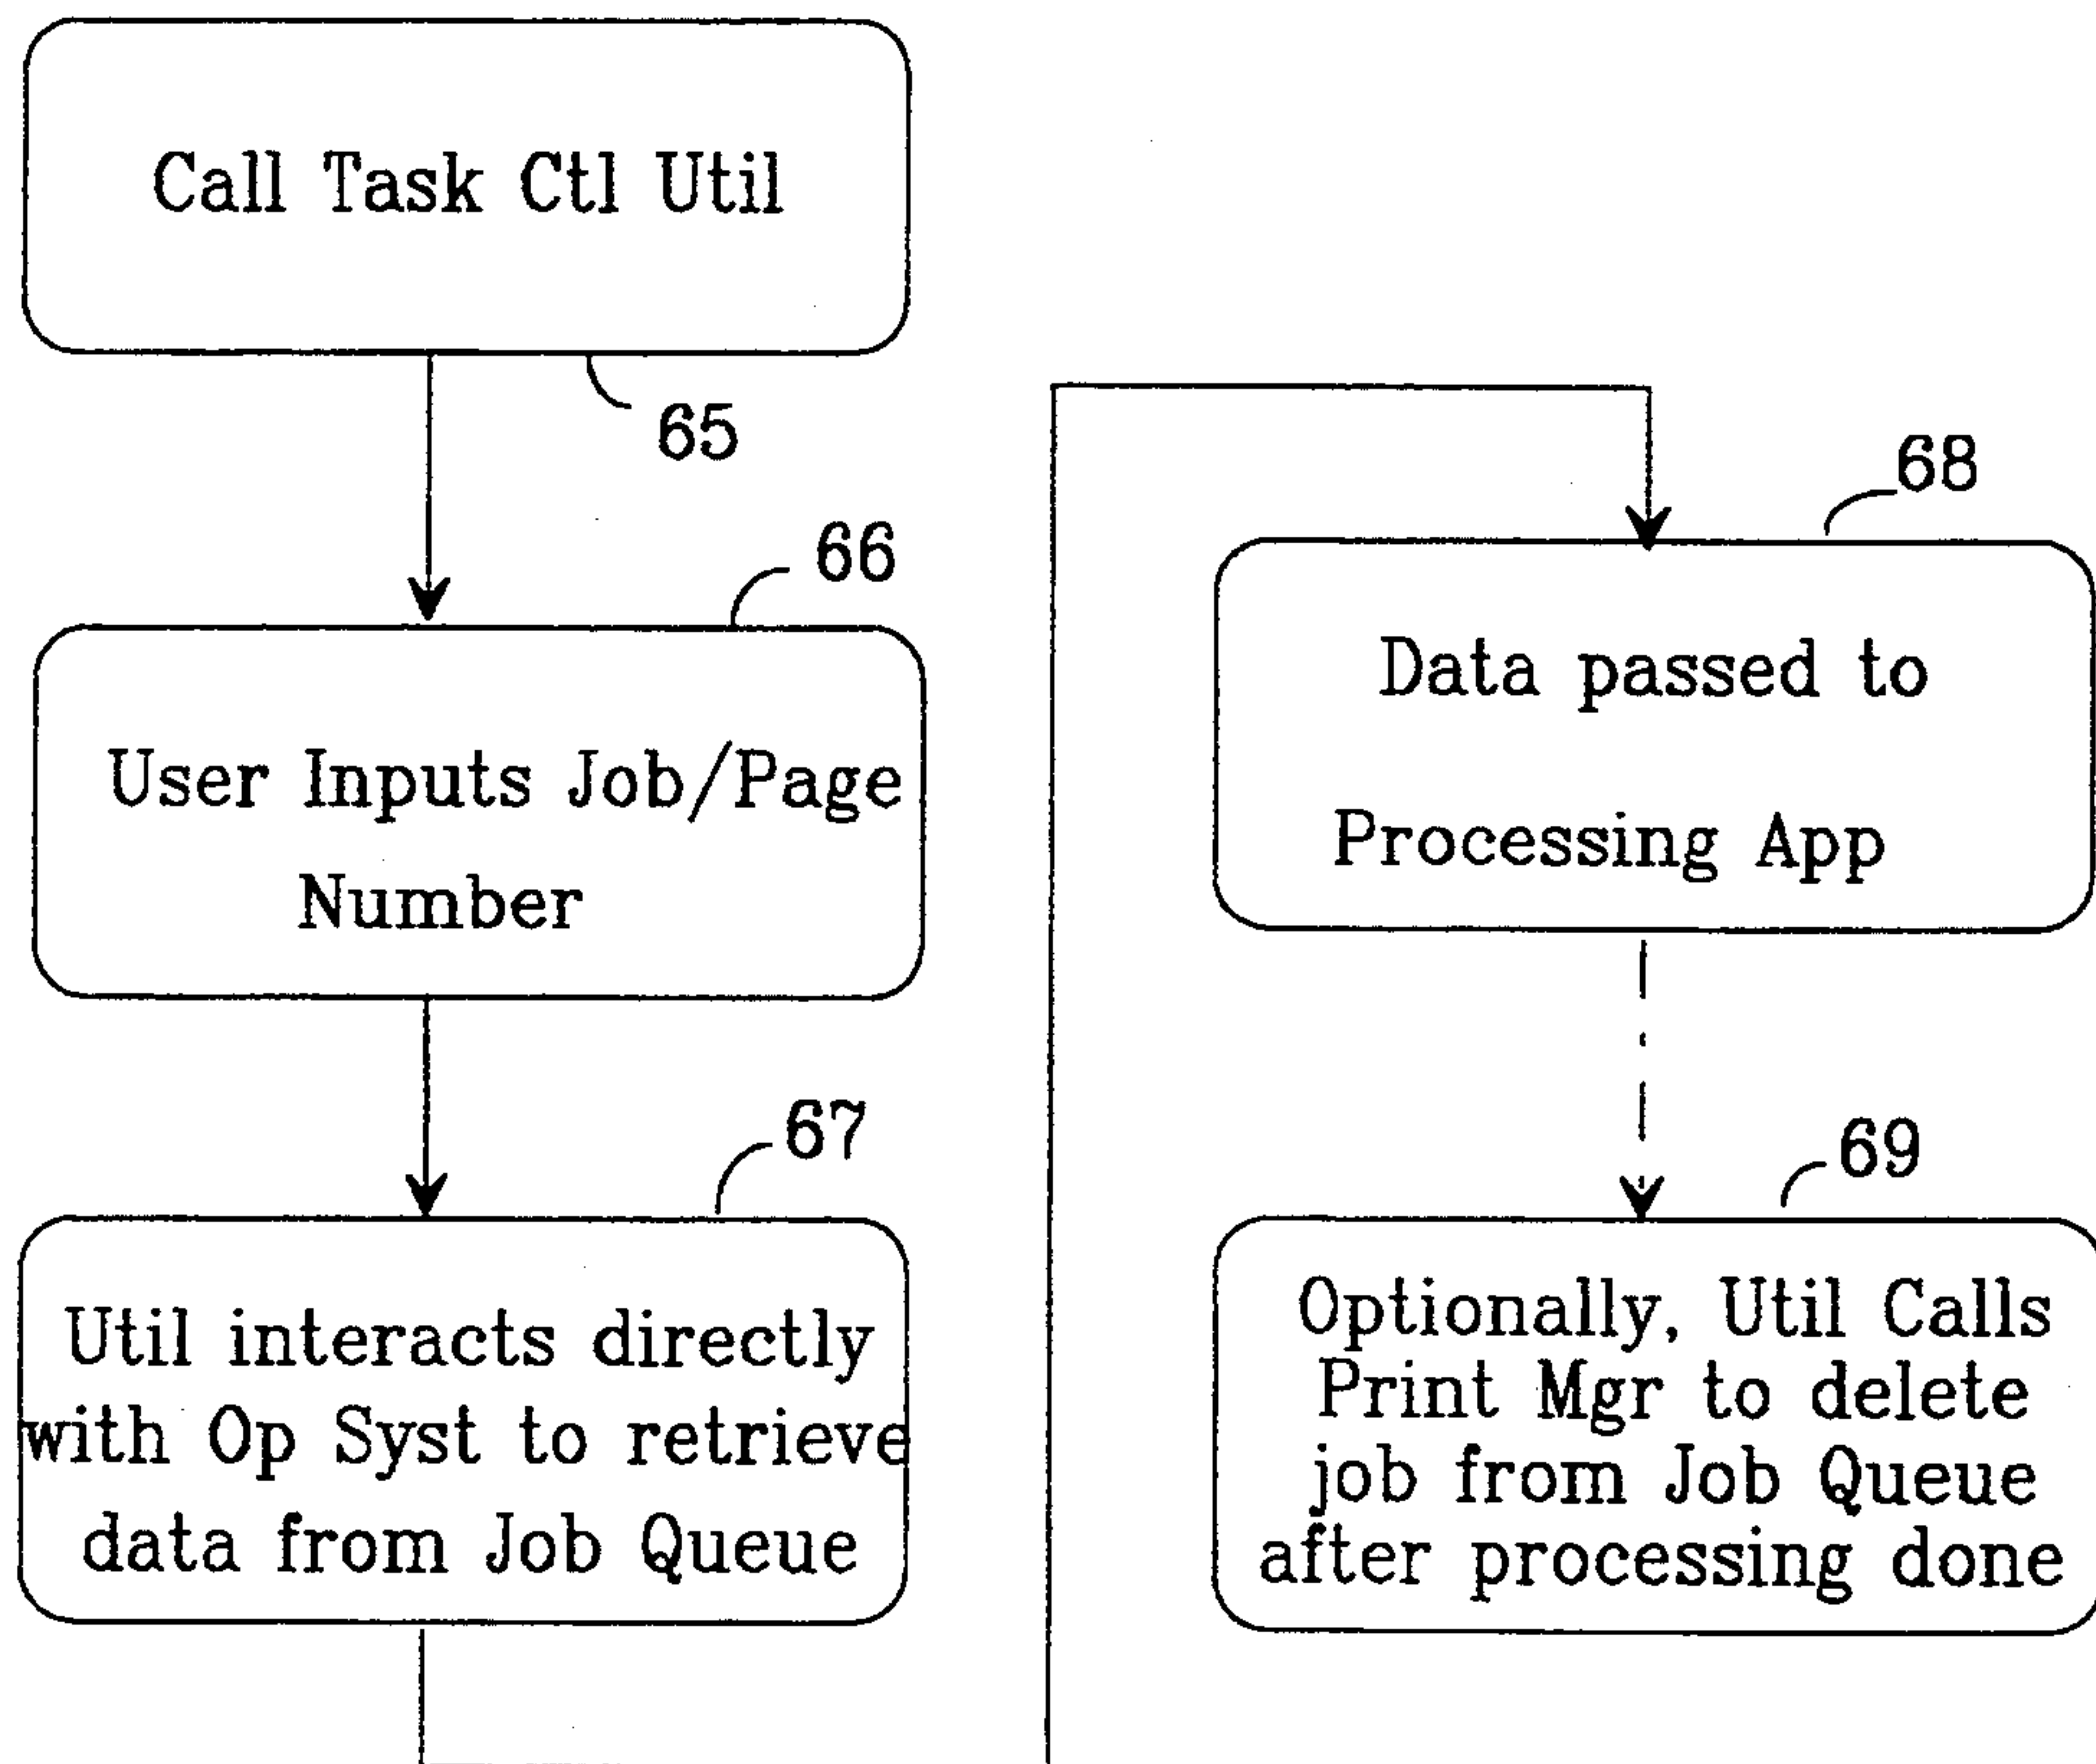 Call Task Ctl Util
65
66
User Inputs Job/Page
Number
67
Util interacts directly
with Op Syst to retrieve
data from Job Queue
68
Data passed to
Processing App
69
Optionally, Util Calls
Print Mgr to delete
job from Job Queue
after processing done